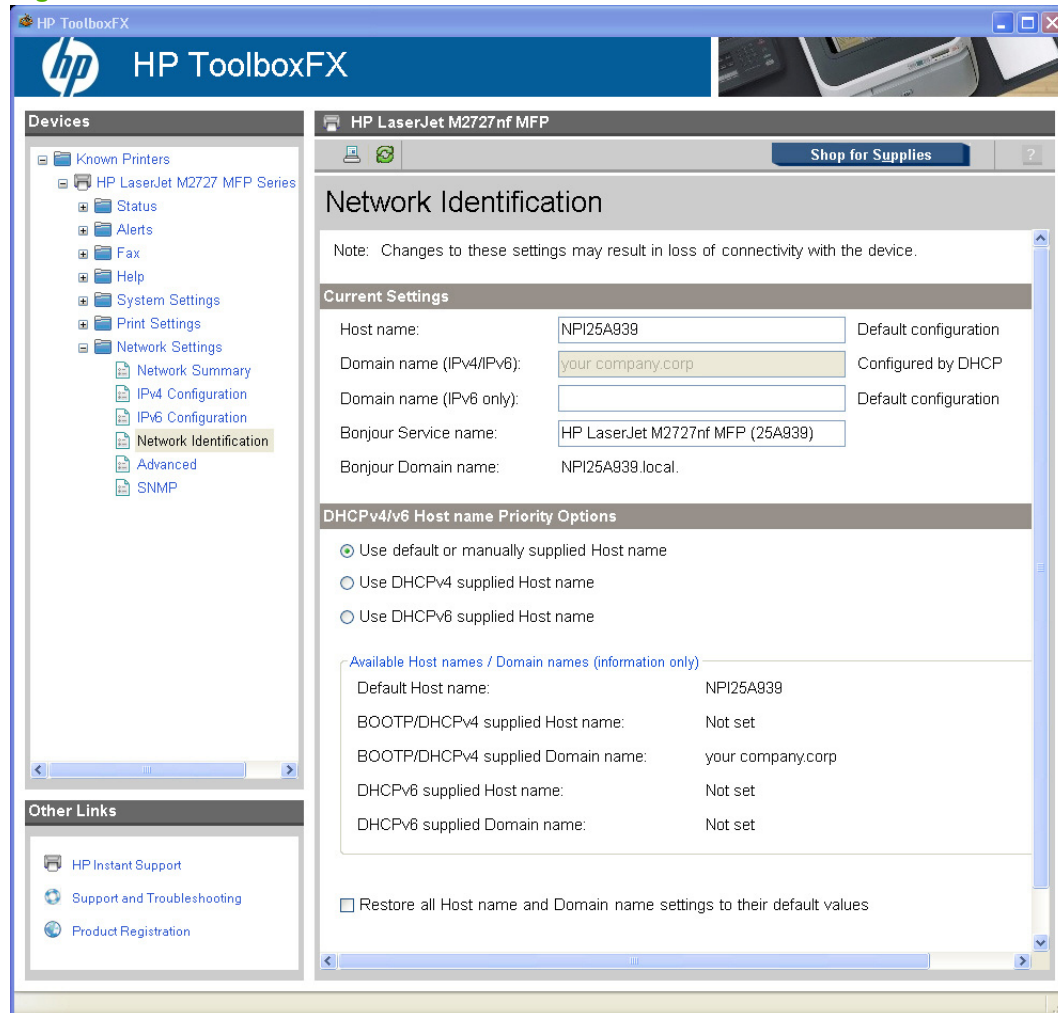 HP ToolboxFX
hp HP ToolboxFX
Devices
Known Printers
HP LaserJet M2727 MFP Series
Status
Alerts
Fax
Help
System Settings
Print Settings
Network Settings
Network Summary
IPv4 Configuration
IPv6 Configuration
Network Identification
Advanced
SNMP
Other Links
HP Instant Support
Support and Troubleshooting
Product Registration
HP LaserJet M2727nf MFP
Shop for Supplies ?
Network Identification
Note: Changes to these settings may result in loss of connectivity with the device.
Current Settings
Host name: NPI25A939 Default configuration
Domain name (IPv4/IPv6): your company.corp Configured by DHCP
Domain name (IPv6 only): Default configuration
Bonjour Service name: HP LaserJet M2727nf MFP (25A939)
Bonjour Domain name: NPI25A939.local.
DHCPv4/v6 Host name Priority Options
Use default or manually supplied Host name
Use DHCPv4 supplied Host name
Use DHCPv6 supplied Host name
Available Host names / Domain names (information only)
Default Host name: NPI25A939
BOOTP/DHCPv4 supplied Host name: Not set
BOOTP/DHCPv4 supplied Domain name: your company.corp
DHCPv6 supplied Host name: Not set
DHCPv6 supplied Domain name: Not set
Restore all Host name and Domain name settings to their default values